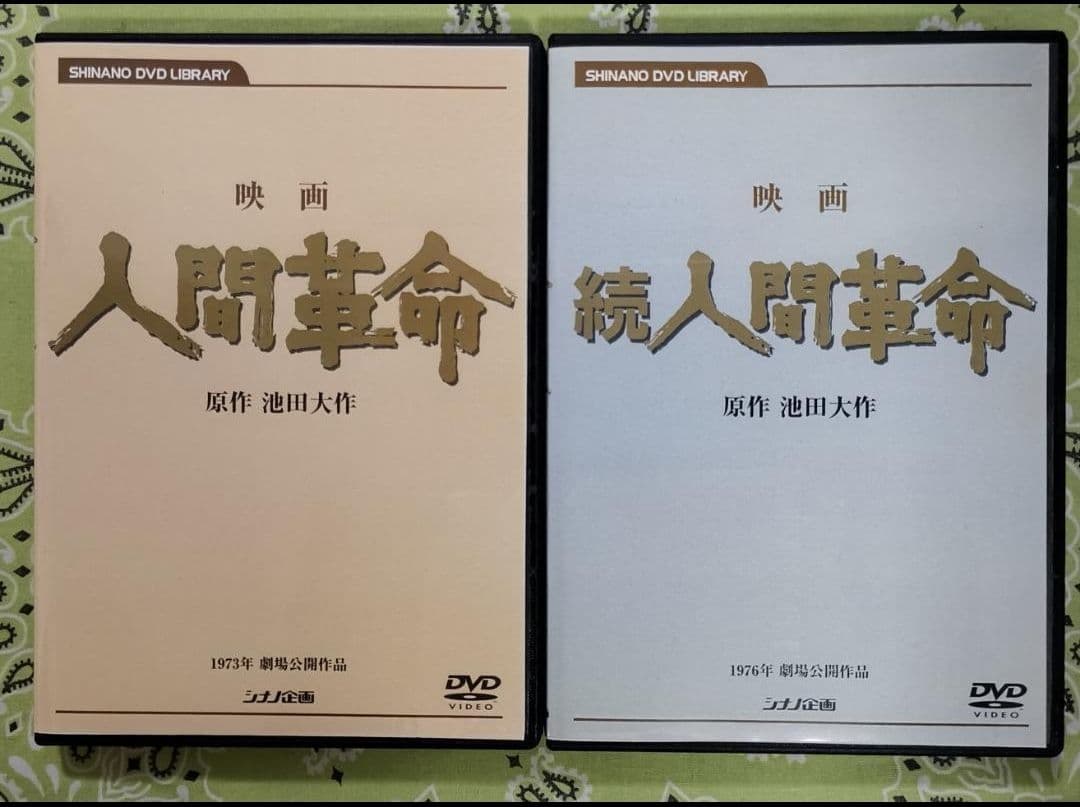 SHINANO DVD LIBRARY
映画
人間革命
原作 池田大作
1973年 劇場公開作品
シナノ企画
DVD
VIDEO
SHINANO DVD LIBRARY
映画
続 人間革命
原作 池田大作
1976年 劇場公開作品
シナノ企画
DVD
VIDEO